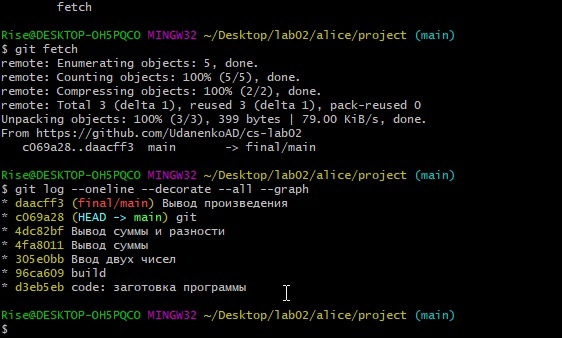 fetch
Rise@DESKTOP-OH5PQCO MINGW32 ~/Desktop/lab02/alice/project (main)
$ git fetch
remote: Enumerating objects: 5, done.
remote: Counting objects: 100% (5/5), done.
remote: Compressing objects: 100% (2/2), done.
remote: Total 3 (delta 1), reused 3 (delta 1), pack-reused 0
Unpacking objects: 100% (3/3), 399 bytes | 79.00 KiB/s, done.
From https://github.com/UdanenkoAD/cs-lab02
c069a28..daacff3  main       -> final/main
Rise@DESKTOP-OH5PQCO MINGW32 ~/Desktop/lab02/alice/project (main)
$ git log --oneline --decorate --all --graph
* daacff3 (final/main) Вывод произведения
* c069a28 (HEAD -> main) git
* 4dc82bf Вывод суммы и разности
* 4fa8011 Вывод суммы
* 305e0bb Ввод двух чисел
* 96ca609 build
* d3eb5eb code: заготовка программы
Rise@DESKTOP-OH5PQCO MINGW32 ~/Desktop/lab02/alice/project (main)
$